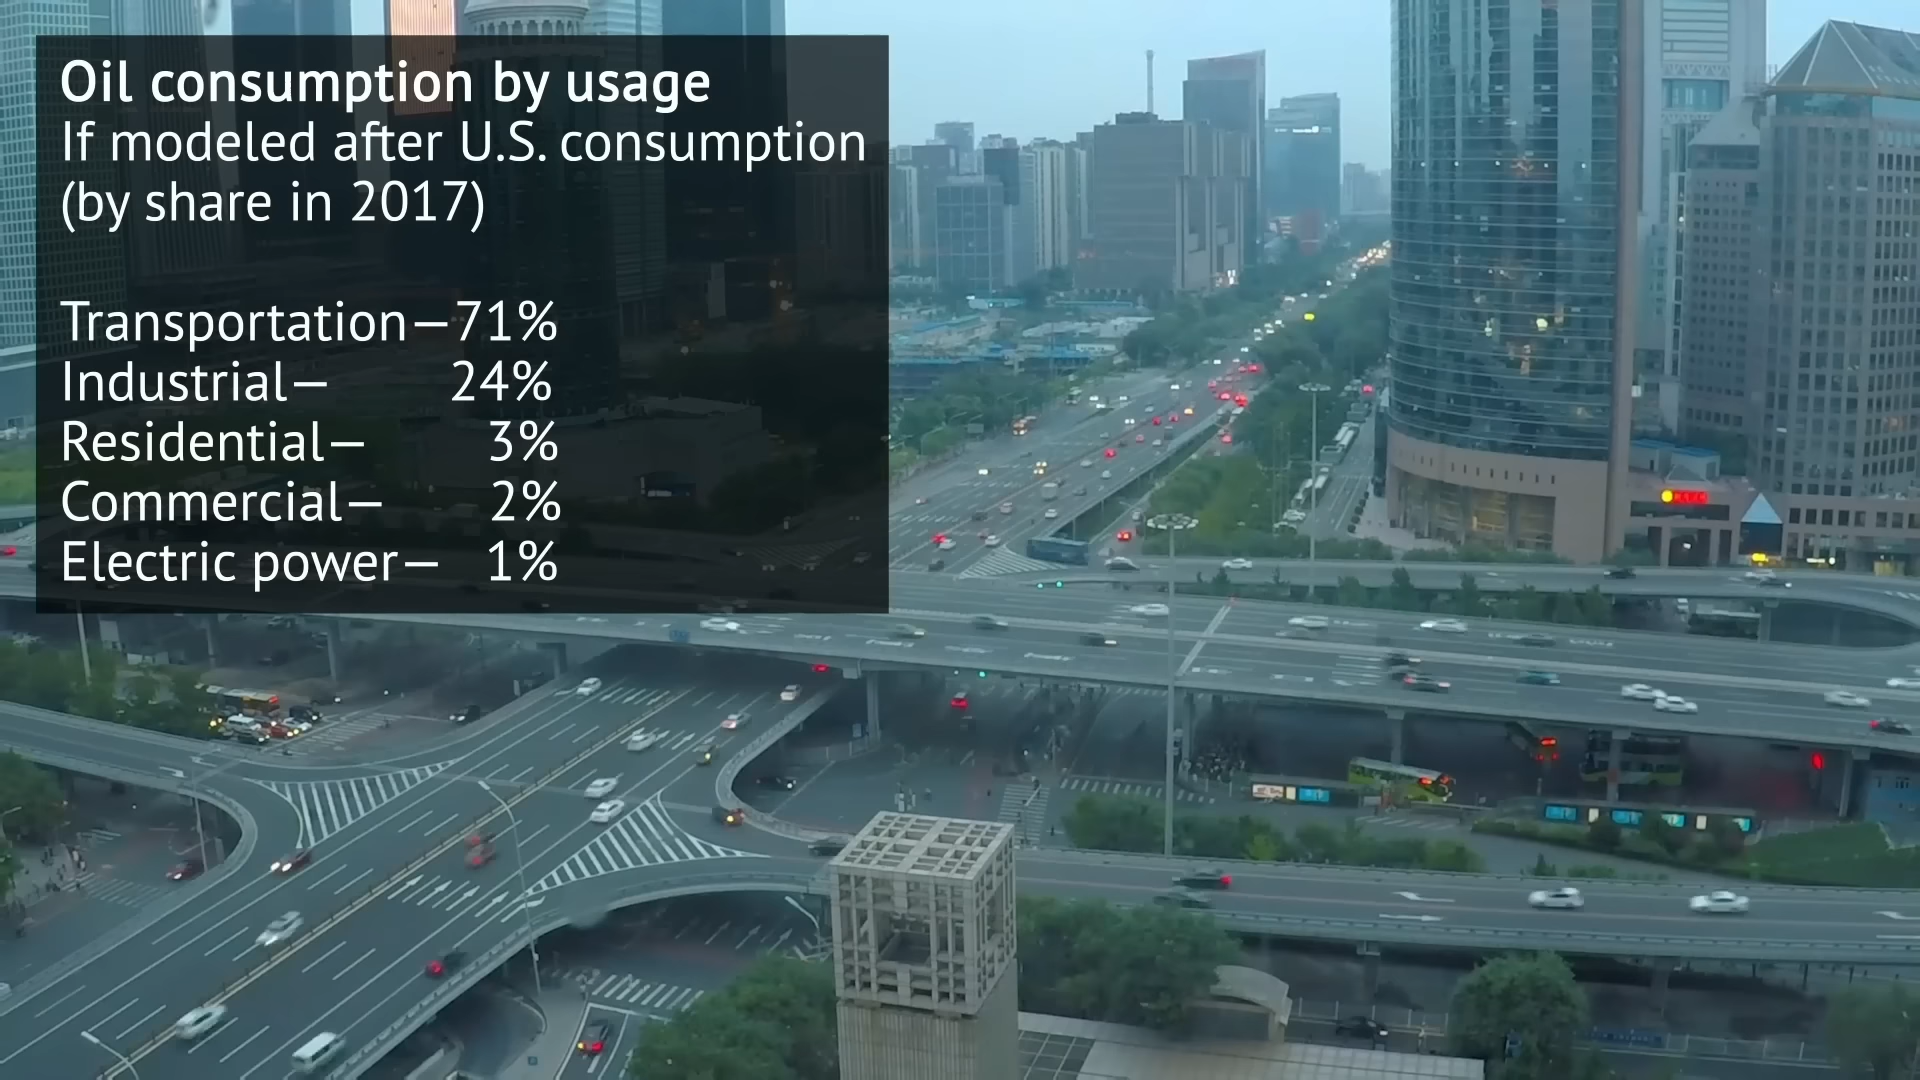 Oil consumption by usage
If modeled after U.S. consumption
(by share in 2017)
Transportation—71%
Industrial— 24%
Residential— 3%
Commercial— 2%
Electric power— 1%